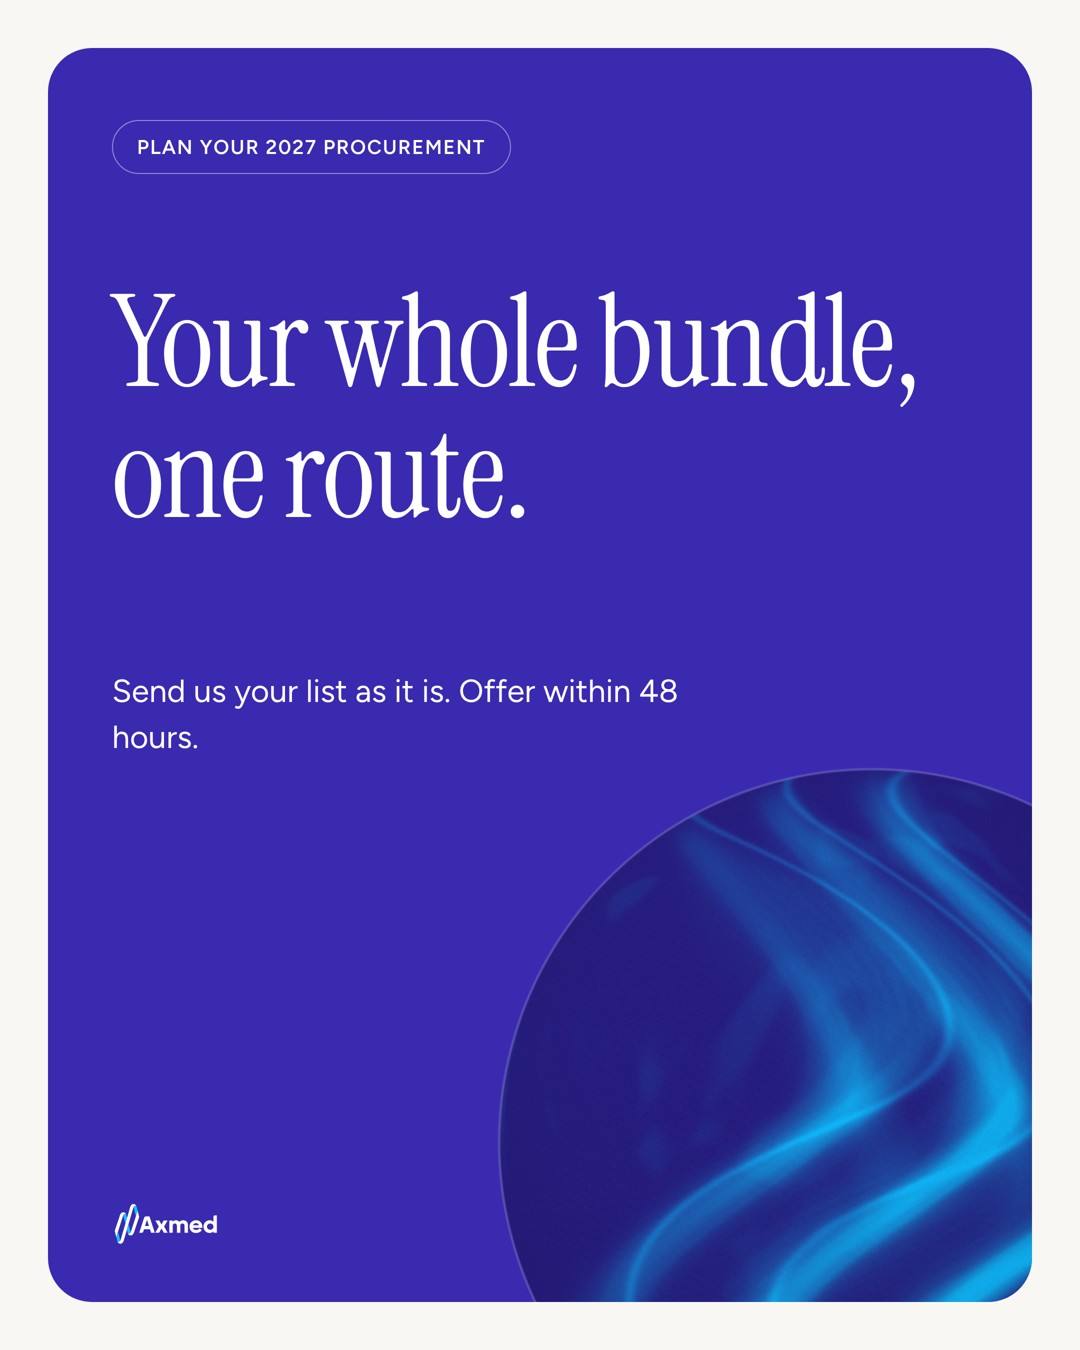 PLAN YOUR 2027 PROCUREMENT
Your whole bundle,
one route.
Send us your list as it is. Offer within 48
hours.
Axmed